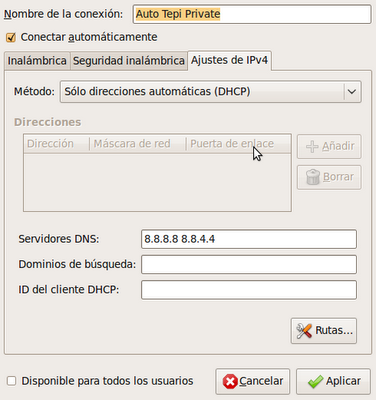 Nombre de la conexión: Auto Tepi Private
Conectar automáticamente
Inalámbrica Seguridad inalámbrica Ajustes de IPv4
Método: Sólo direcciones automáticas (DHCP)
Direcciones
Dirección Máscara de red Puerta de enlace
Añadir
Borrar
Servidores DNS: 8.8.8.8 8.8.4.4
Dominios de búsqueda:
ID del cliente DHCP:
Rutas...
Disponible para todos los usuarios Cancelar Aplicar